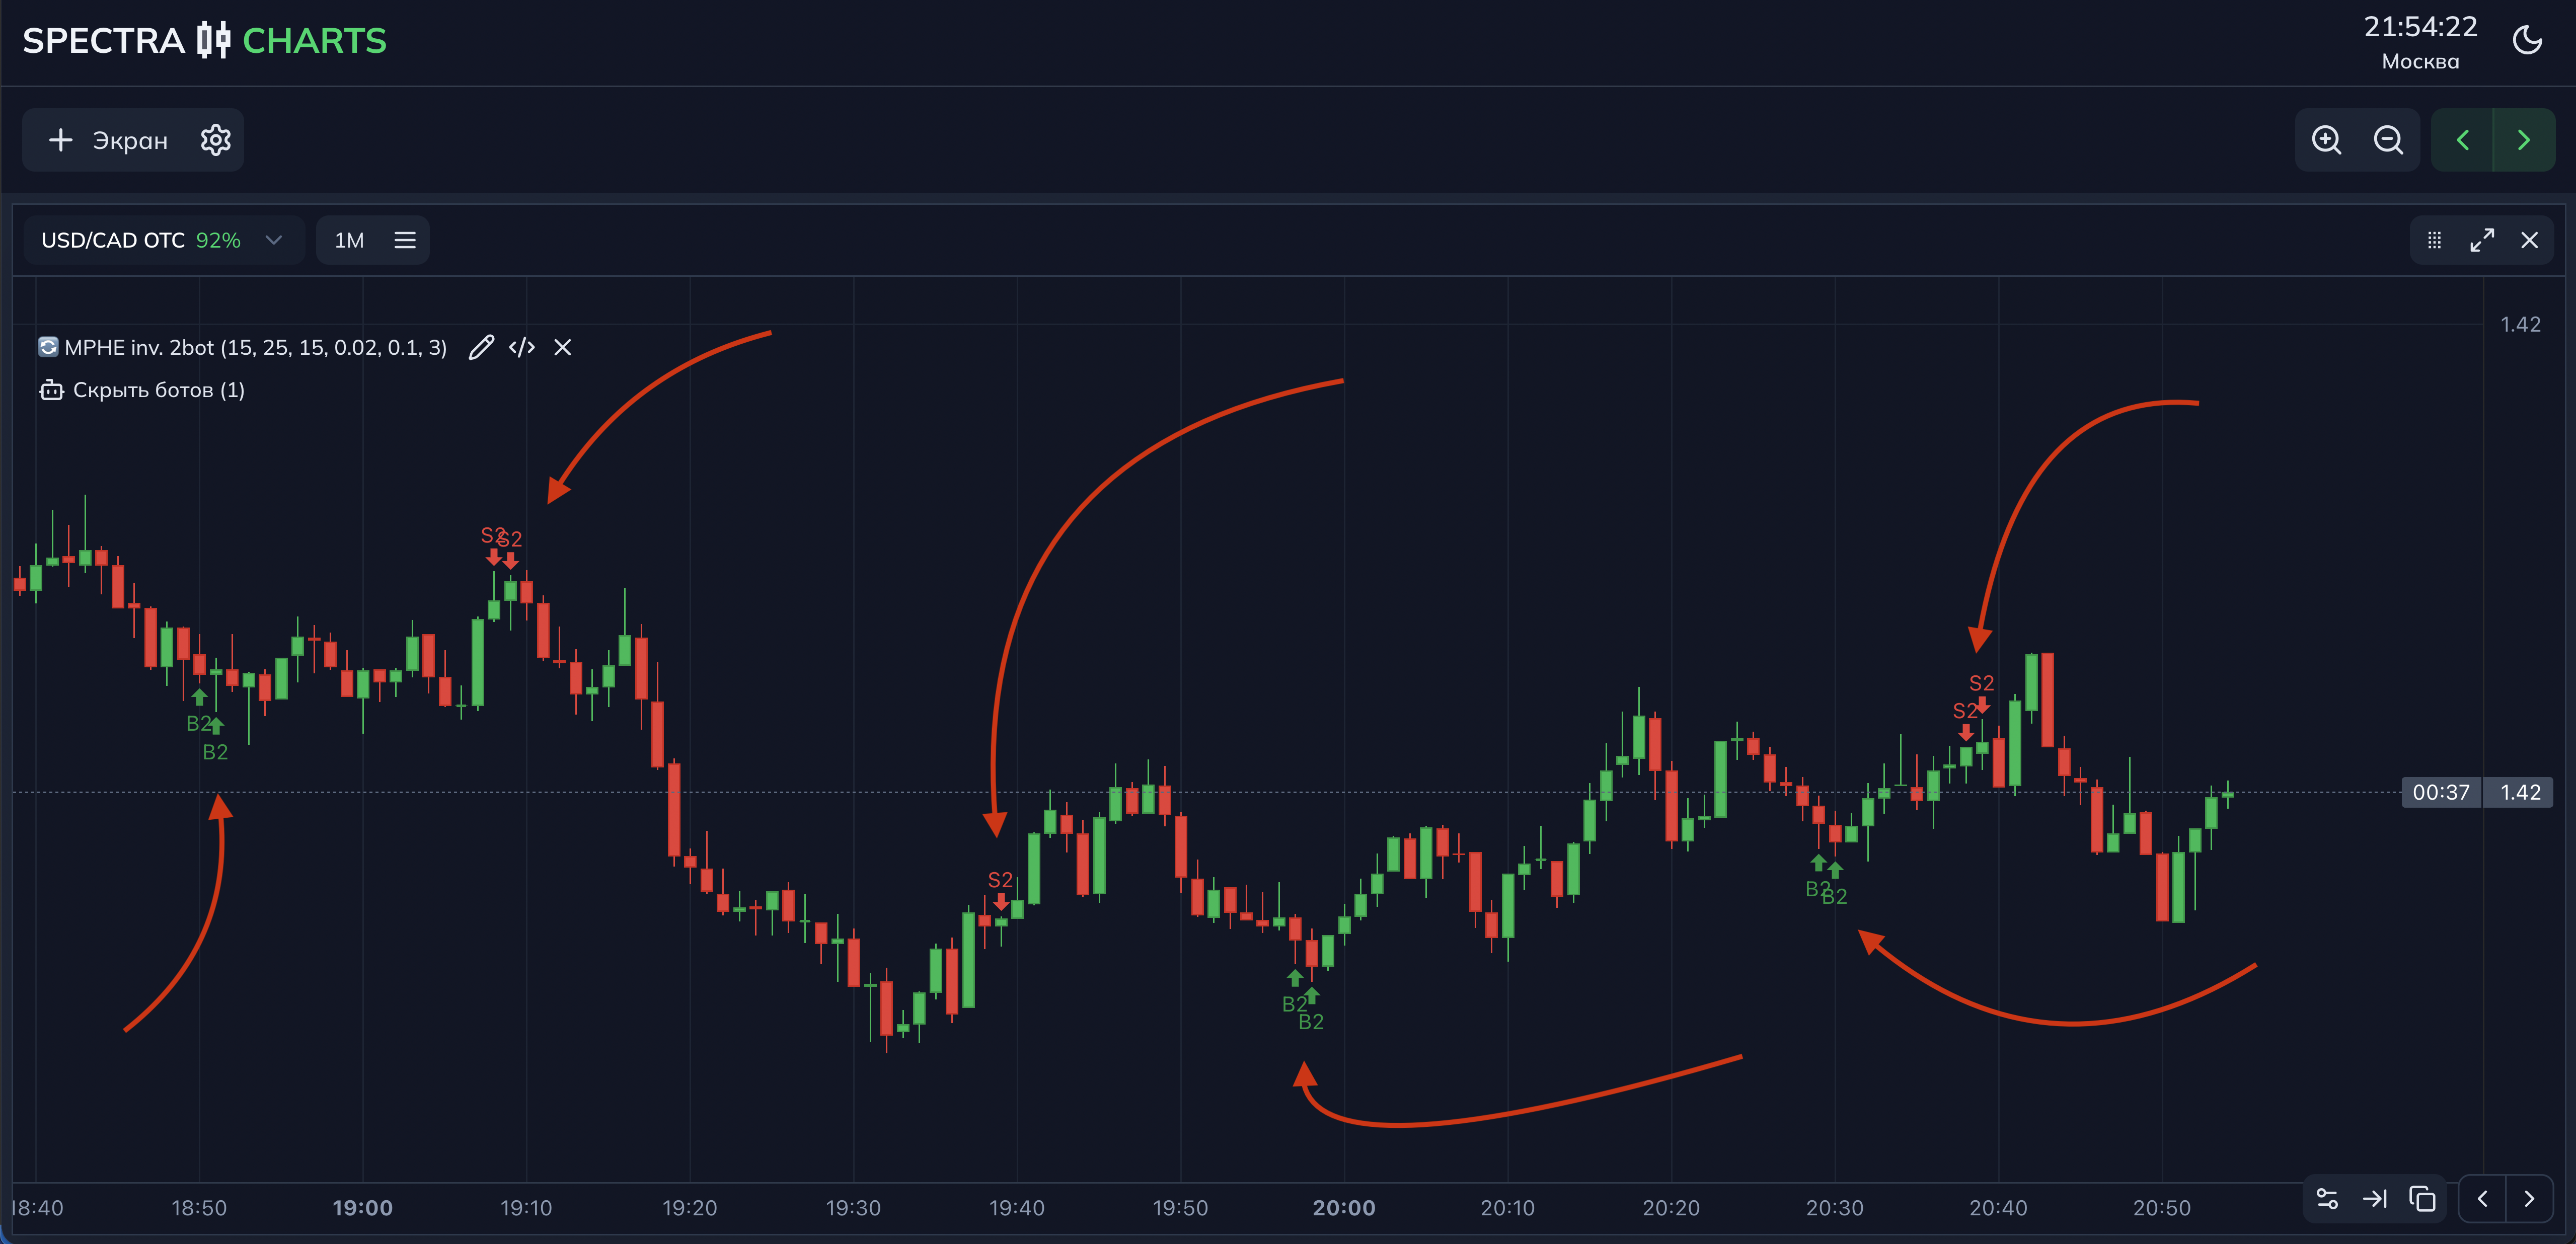 SPECTRA CHARTS
21:54:22
Москва
Экран
USD/CAD OTC 92%
1M
1.42
MPHE inv. 2bot (15, 25, 15, 0.02, 0.1, 3)
Скрыть ботов (1)
S2
S2
S2
S2
B2
B2
00:37 1.42
S2
B2
B2
B2
B2
18:40 18:50 19:00 19:10 19:20 19:30 19:40 19:50 20:00 20:10 20:20 20:30 20:40 20:50